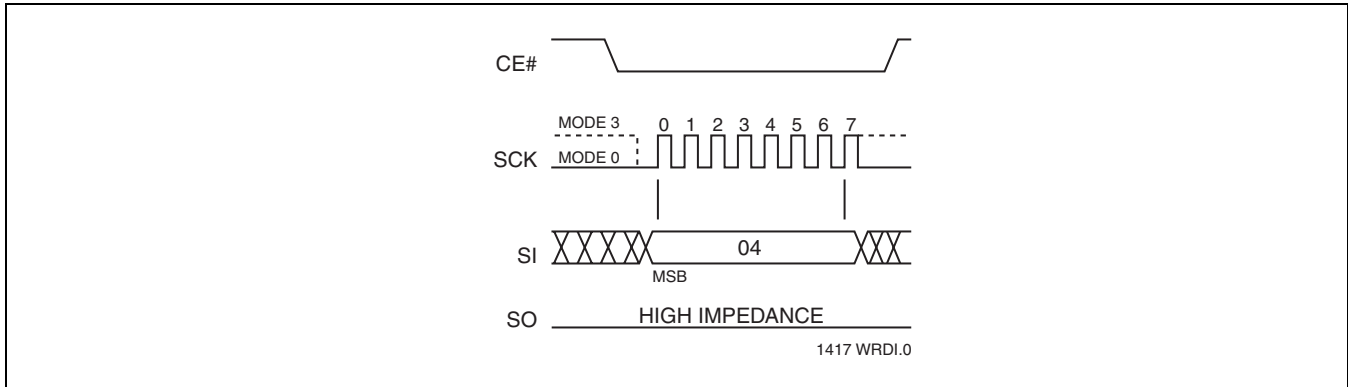 CE#
MODE 3
0 1 2 3 4 5 6 7
SCK MODE 0
SI 04
MSB
SO HIGH IMPEDANCE
1417 WRDI.0